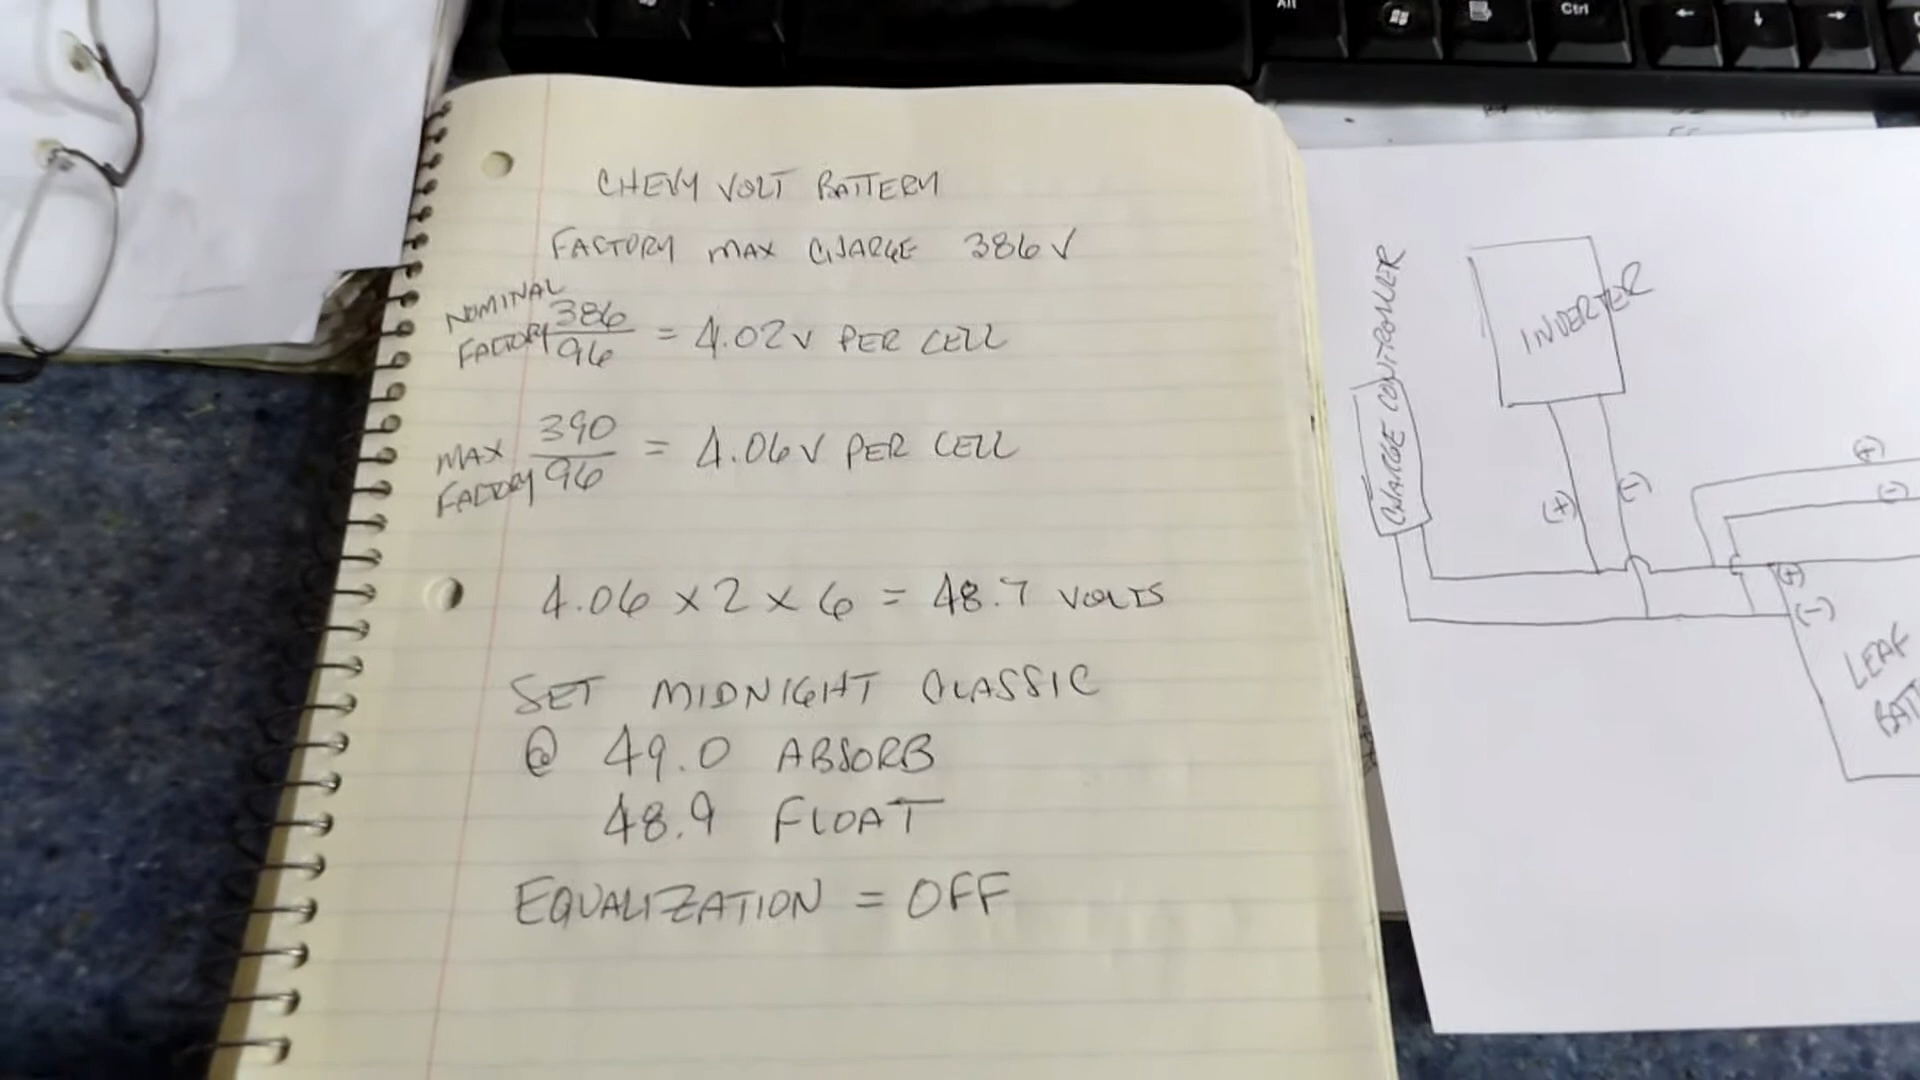 Alt
Ctrl
CHEVY VOLT BATTERY
FACTORY MAX CHARGE 386 V
NOMINAL FACTORY 386/96 = 4.02V PER CELL
MAX FACTORY 390/96 = 4.06V PER CELL
4.06 x 2 x 6 = 48.7 VOLTS
SET MIDNIGHT CLASSIC
@ 49.0 ABSORB
48.9 FLOAT
EQUALIZATION = OFF
CHARGE CONTROLLER
INVERTER
(+)
(-)
(+)
(-)
(+)
(-)
LEAF
BATT